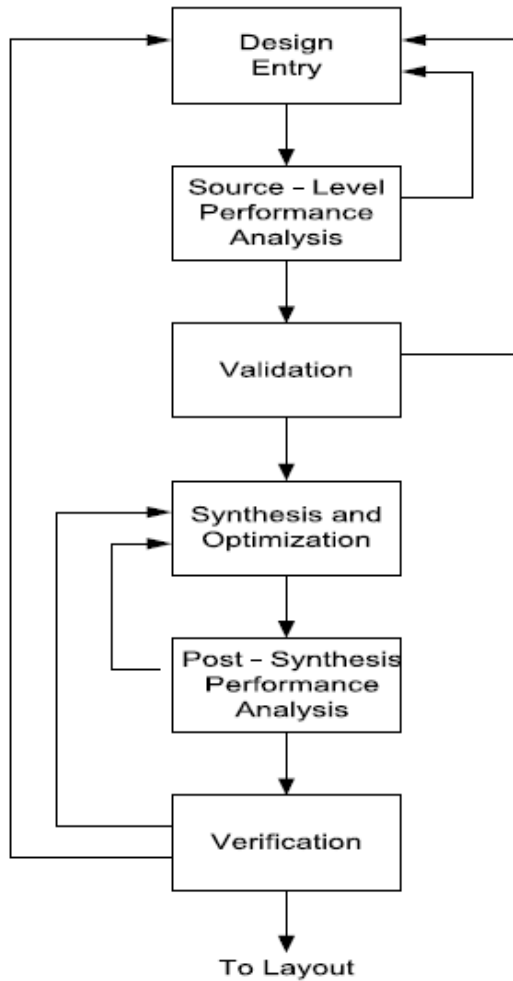 Design
Entry
Source – Level
Performance
Analysis
Validation
Synthesis and
Optimization
Post – Synthesis
Performance
Analysis
Verification
To Layout